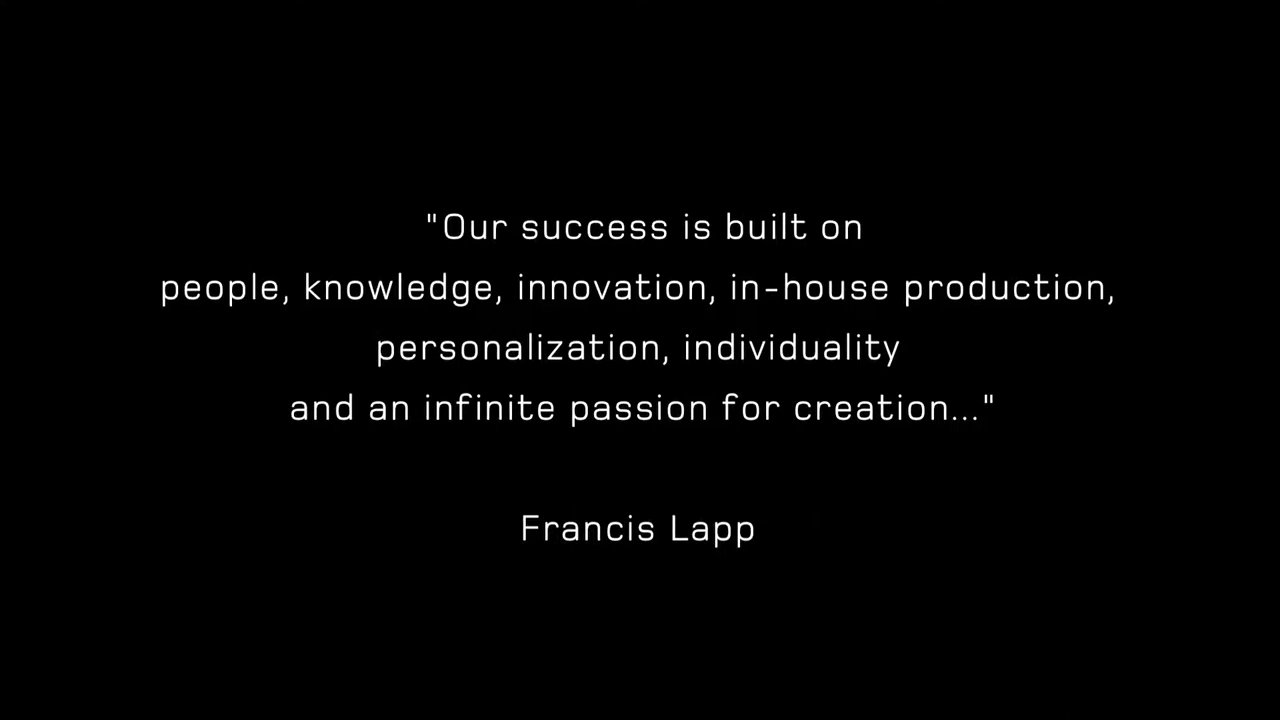 "Our success is built on
people, knowledge, innovation, in-house production,
personalization, individuality
and an infinite passion for creation..."
Francis Lapp